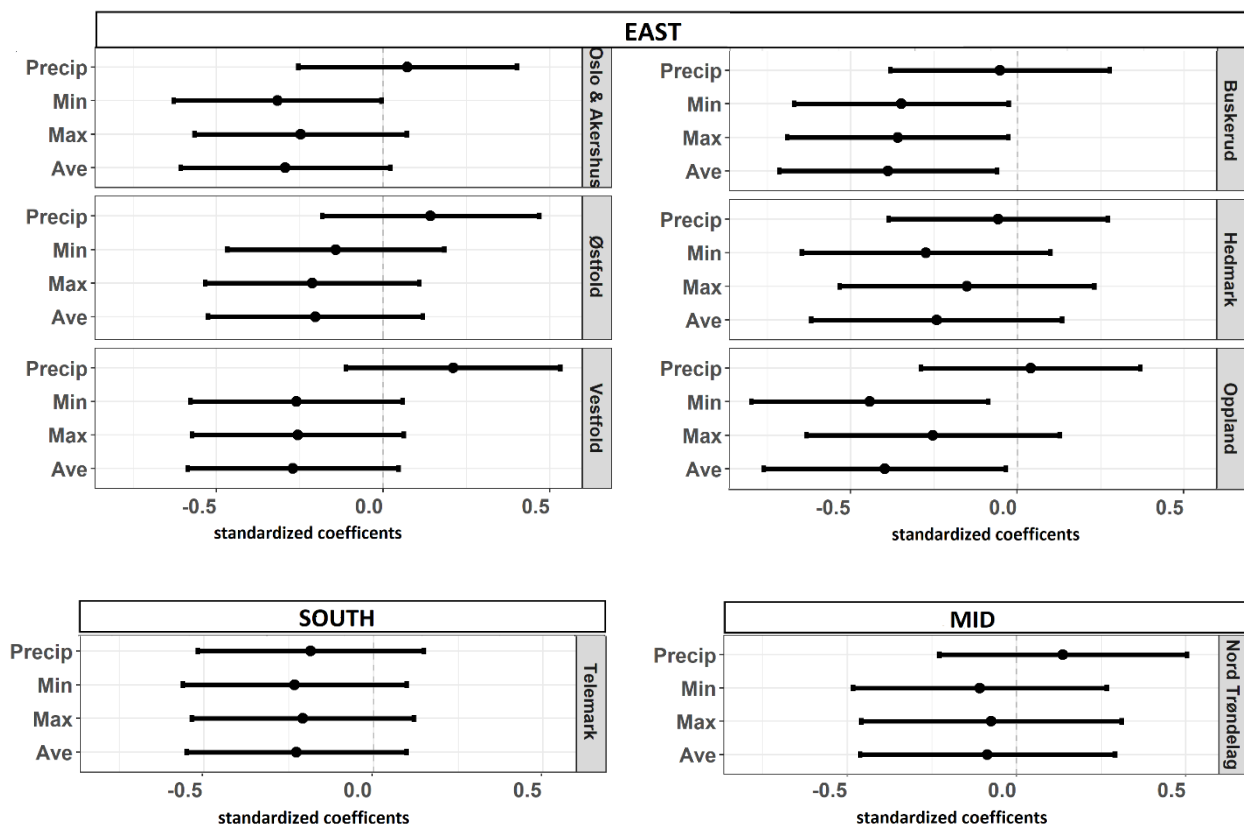 EAST
Precip
Min
Max
Ave
Oslo & Akershus
Precip
Min
Max
Ave
Østfold
Precip
Min
Max
Ave
Vestfold
-0.5 0.0 0.5
standardized coefficents
Precip
Min
Max
Ave
Buskerud
Precip
Min
Max
Ave
Hedmark
Precip
Min
Max
Ave
Oppland
-0.5 0.0 0.5
standardized coefficents
SOUTH
Precip
Min
Max
Ave
Telemark
-0.5 0.0 0.5
standardized coefficents
MID
Precip
Min
Max
Ave
Nord Trøndelag
-0.5 0.0 0.5
standardized coefficents